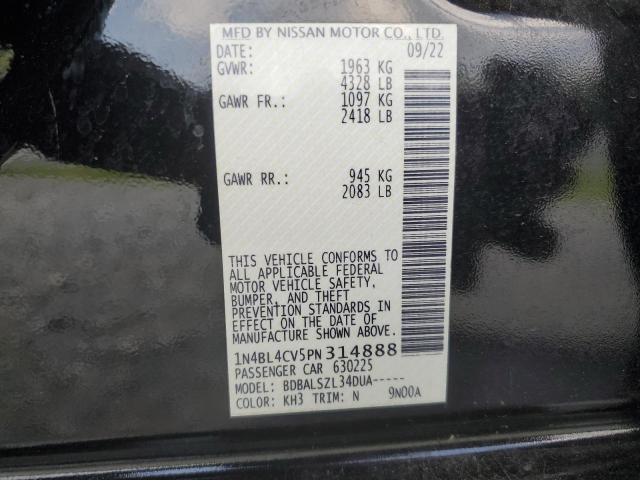 MFD BY NISSAN MOTOR CO., LTD.
DATE: 09/22
GVWR: 1963 KG
4328 LB
GAWR FR.: 1097 KG
2418 LB
GAWR RR.: 945 KG
2083 LB
THIS VEHICLE CONFORMS TO
ALL APPLICABLE FEDERAL
MOTOR VEHICLE SAFETY,
BUMPER, AND THEFT
PREVENTION STANDARDS IN
EFFECT ON THE DATE OF
MANUFACTURE SHOWN ABOVE.
1N4BL4CV5PN314888
PASSENGER CAR 630225
MODEL: BDBALSZL34DUA-----
COLOR: KH3 TRIM: N 9N00A